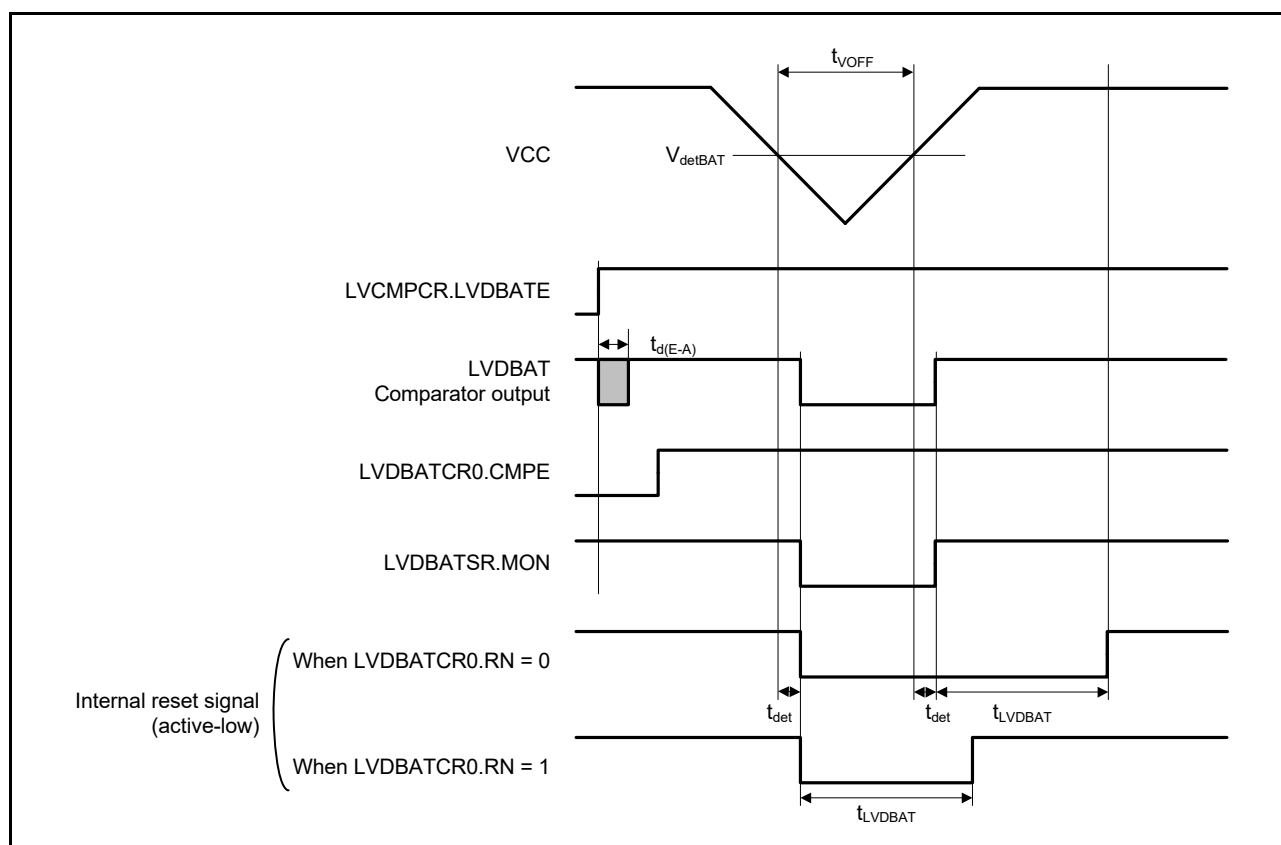 tVOFF
VCC
VdetBAT
LVCMPCR.LVDBATE
td(E-A)
LVDBAT
Comparator output
LVDBATCR0.CMPE
LVDBATSR.MON
When LVDBATCR0.RN = 0
Internal reset signal
(active-low)
tdet
tdet
tLVDBAT
When LVDBATCR0.RN = 1
tLVDBAT